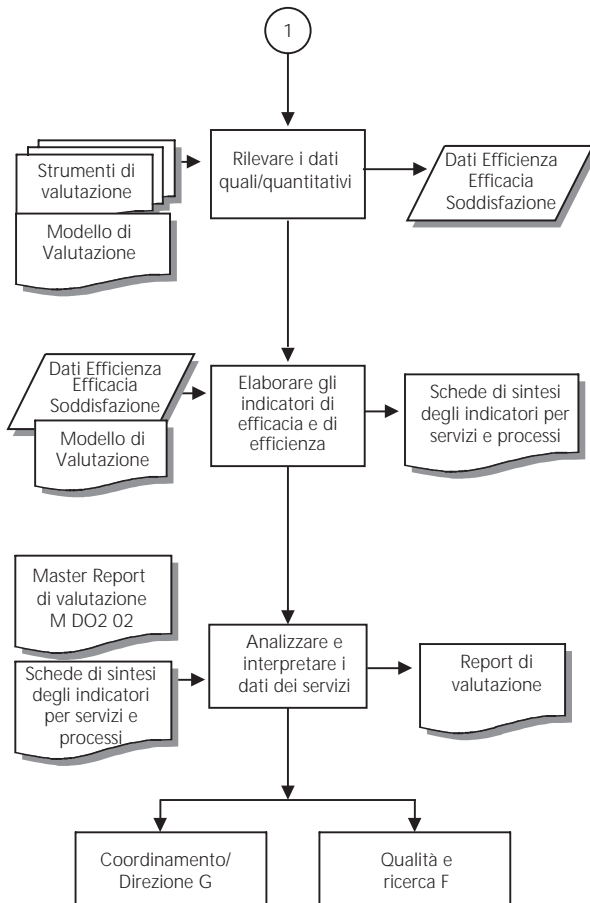 1
Strumenti di
valutazione
Modello di
Valutazione
Rilevare i dati
quali/quantitativi
Dati Efficienza
Efficacia
Soddisfazione
Dati Efficienza
Efficacia
Soddisfazione
Modello di
Valutazione
Elaborare gli
indicatori di
efficacia e di
efficienza
Schede di sintesi
degli indicatori per
servizi e processi
Master Report
di valutazione
M DO2 02
Schede di sintesi
degli indicatori
per servizi e
processi
Analizzare e
interpretare i
dati dei servizi
Report di
valutazione
Coordinamento/
Direzione G
Qualità e
ricerca F